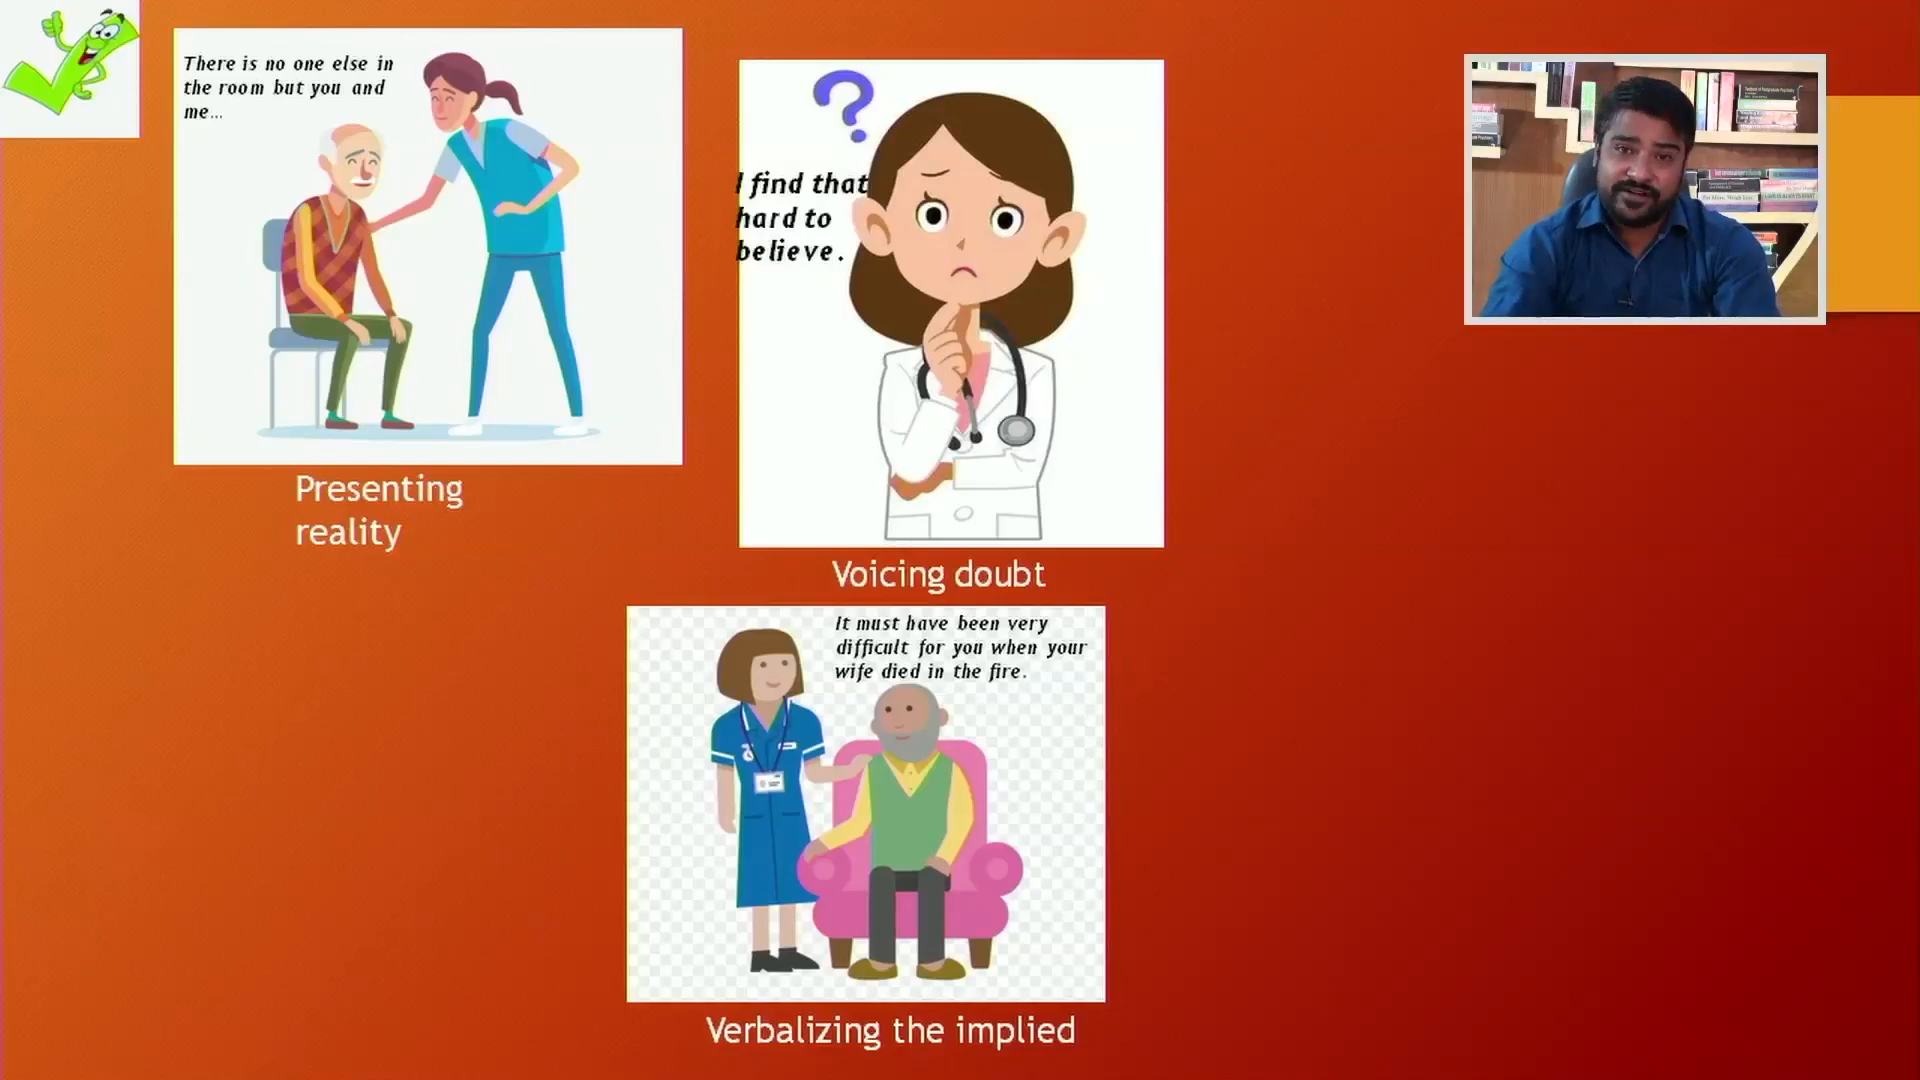 There is no one else in
the room but you and
me...
Presenting
reality
I find that
hard to
believe.
Voicing doubt
It must have been very
difficult for you when your
wife died in the fire.
Verbalizing the implied